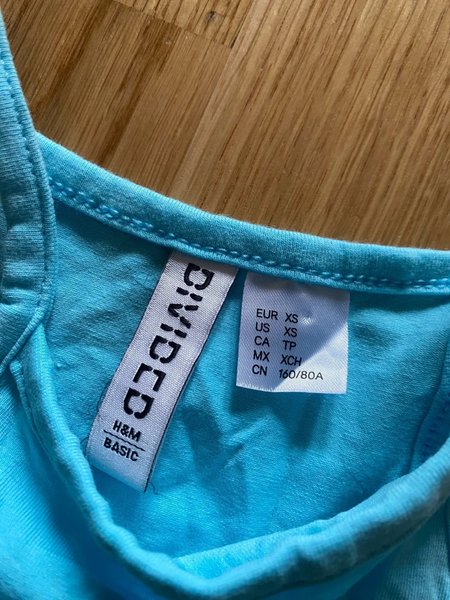 DIVIDED
H&M
BASIC
EUR XS
US XS
CA TP
MX XCH
CN 160/80A